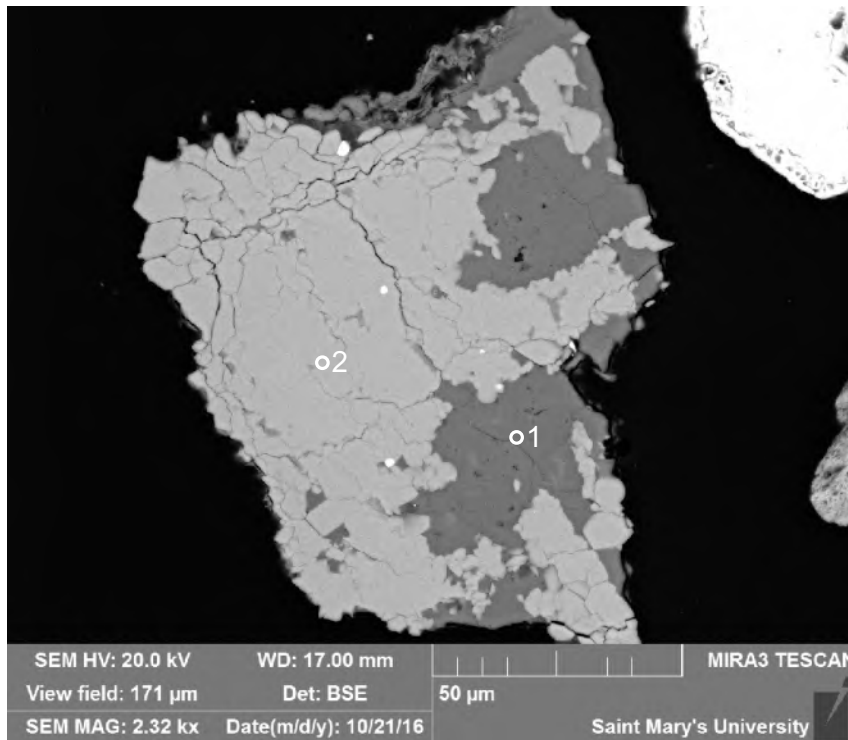 2
1
SEM HV: 20.0 kV WD: 17.00 mm MIRA3 TESCAN
View field: 171 µm Det: BSE 50 µm
SEM MAG: 2.32 kx Date(m/d/y): 10/21/16 Saint Mary's University